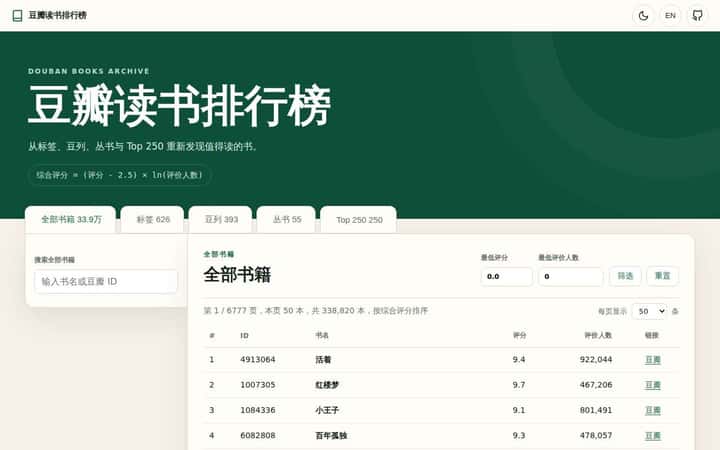 豆瓣读书排行榜
EN
DOUBAN BOOKS ARCHIVE
豆瓣读书排行榜
从标签、豆列、丛书与 Top 250 重新发现值得读的书。
综合评分 = (评分 - 2.5) × ln(评价人数)
全部书籍 33.9万 标签 626 豆列 393 丛书 55 Top 250 250
搜索全部书籍
输入书名或豆瓣 ID
全部书籍
全部书籍
最低评分 最低评价人数
0.0 0 筛选 重置
第 1 / 6777 页，本页 50 本，共 338,820 本，按综合评分排序 每页显示 50 条
# ID 书名 评分 评价人数 链接
1 4913064 活着 9.4 922,044 豆瓣
2 1007305 红楼梦 9.7 467,206 豆瓣
3 1084336 小王子 9.1 801,491 豆瓣
4 6082808 百年孤独 9.3 478,057 豆瓣